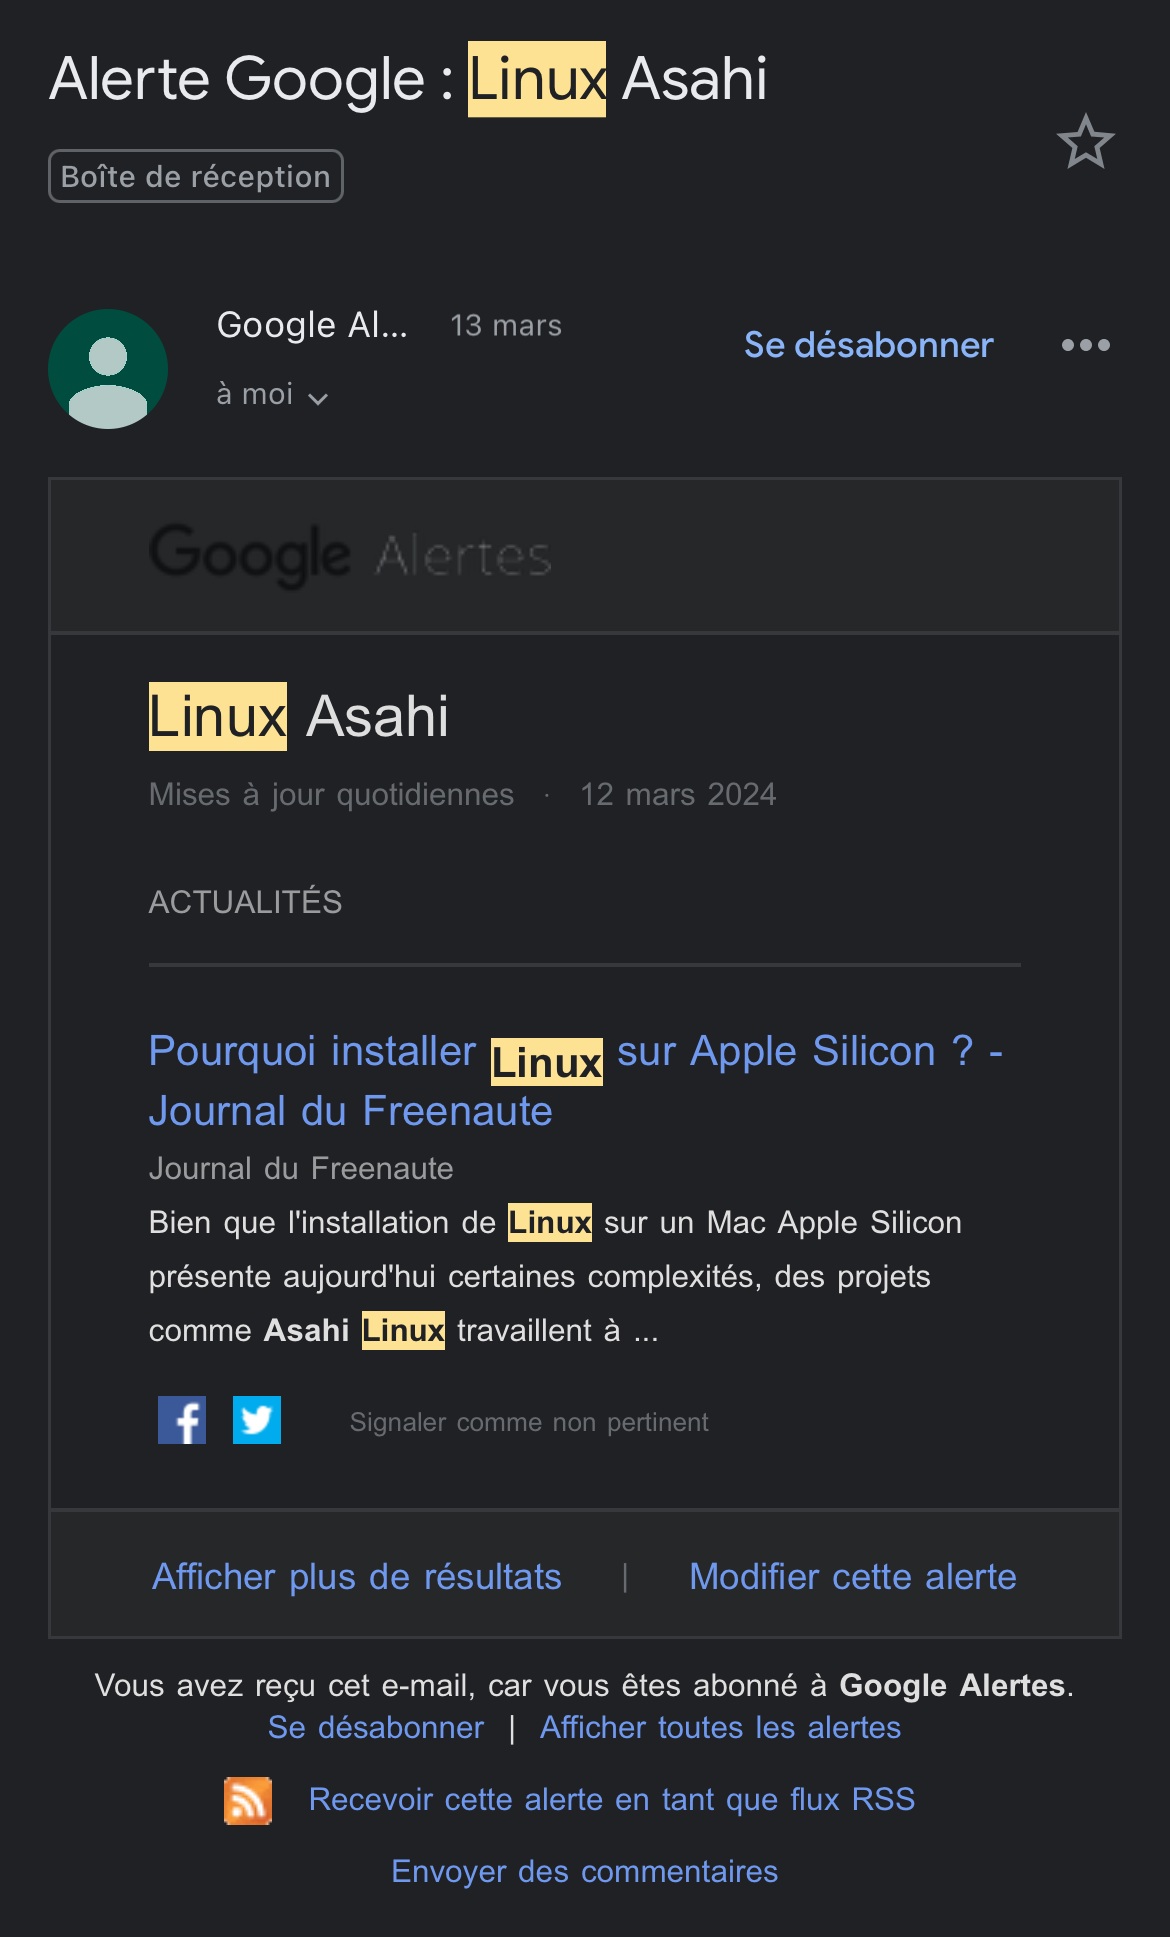 Alerte Google : Linux Asahi
Boîte de réception
Google Al... 13 mars
Se désabonner
à moi
Google Alertes
Linux Asahi
Mises à jour quotidiennes · 12 mars 2024
ACTUALITÉS
Pourquoi installer Linux sur Apple Silicon ? -
Journal du Freenaute
Journal du Freenaute
Bien que l'installation de Linux sur un Mac Apple Silicon
présente aujourd'hui certaines complexités, des projets
comme Asahi Linux travaillent à ...
Signaler comme non pertinent
Afficher plus de résultats | Modifier cette alerte
Vous avez reçu cet e-mail, car vous êtes abonné à Google Alertes.
Se désabonner | Afficher toutes les alertes
Recevoir cette alerte en tant que flux RSS
Envoyer des commentaires